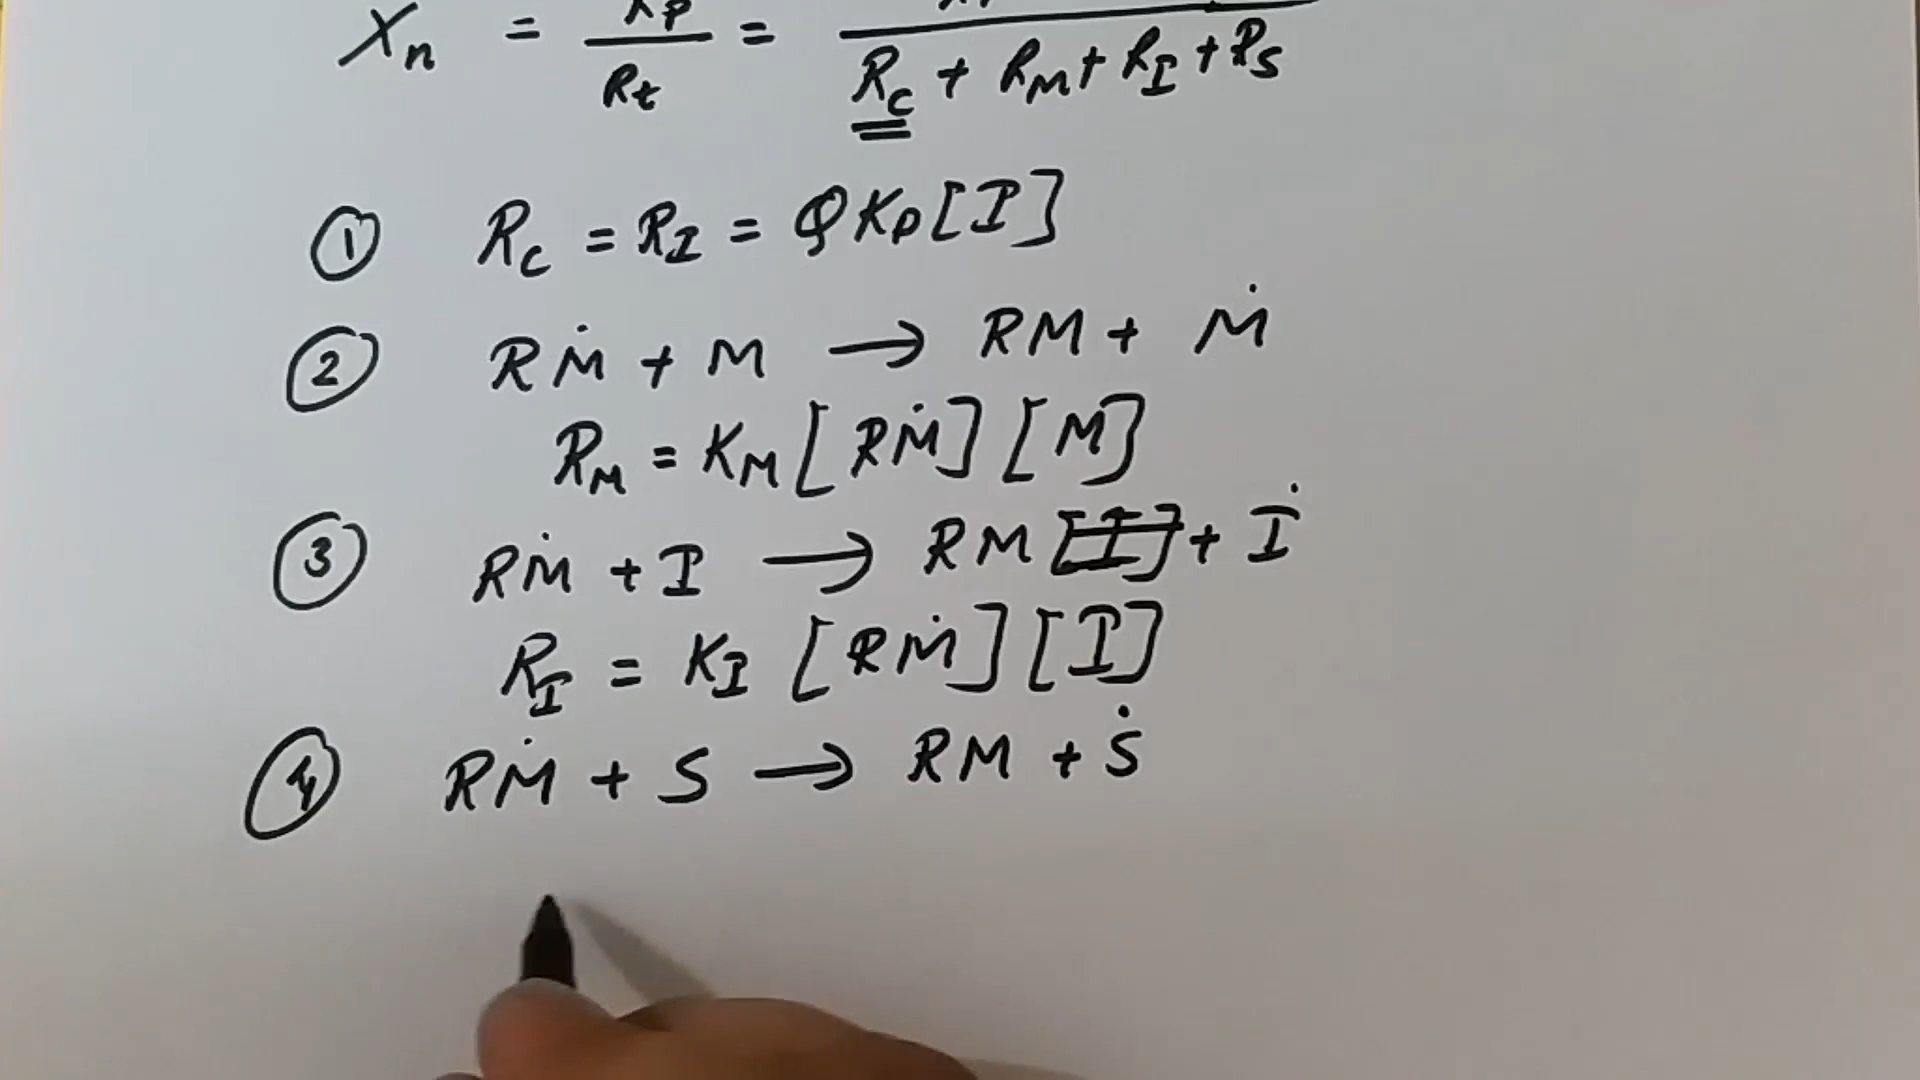 Xn = Rp / Rt = / Rc + RM + RI + RS
① Rc = RI = φ KD [I]
② RṀ + M → RM + Ṁ
RM = KM [RṀ] [M]
③ RṀ + I → RM [I] + İ
RI = KI [RṀ] [I]
④ RṀ + S → RM + Ṡ